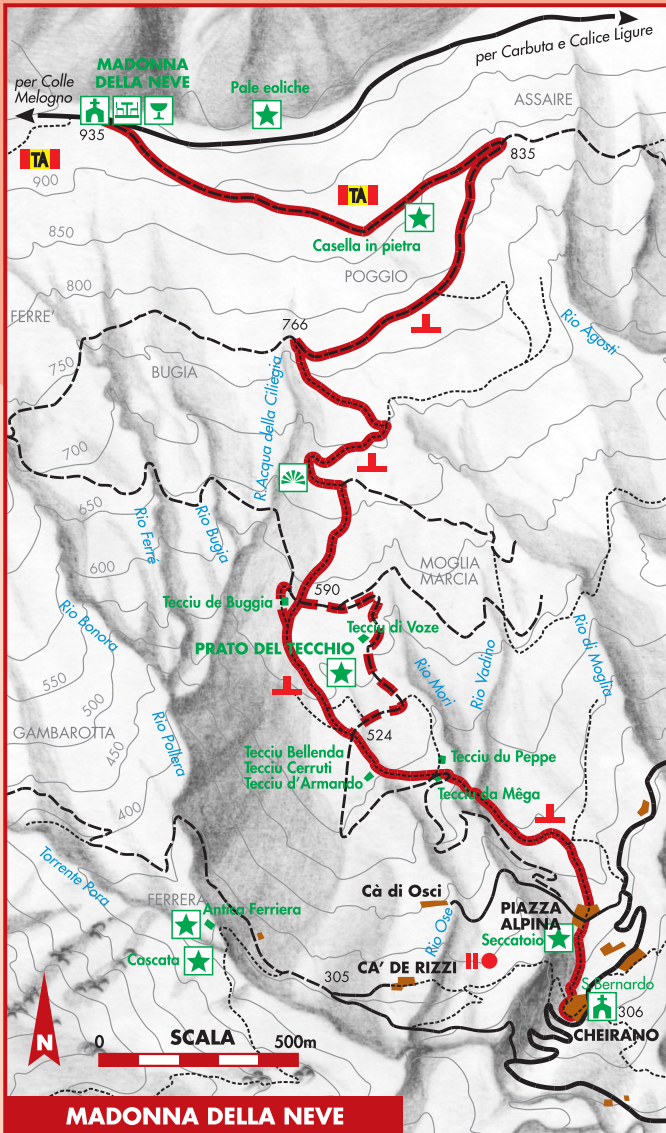 per Carbuta e Calice Ligure
MADONNA
DELLA NEVE
per Colle
Melogno
Pale eoliche
ASSAIRE
935
835
TA
900
TA
850
Casella in pietra
POGGIO
800
FERRE'
766
Rio Agosti
750
BUGIA
R.Acqua della Ciliegia
700
650
Rio Ferré
Rio Bugia
MOGLIA
MARCIA
600
590
Tecciu de Buggia
Rio Bonora
Tecciu di Voze
Rio di Moglia
PRATO DEL TECCHIO
Rio Mori
Rio Vadino
550
500
GAMBAROTTA
450
Rio Pollera
524
Tecciu Bellenda
Tecciu Cerruti
Tecciu d'Armando
Tecciu du Peppe
Tecciu da Mêga
400
Torrente Pora
FERRERA
Antica Ferriera
Cà di Osci
PIAZZA
ALPINA
Seccatoio
Rio Ose
Cascata
CA' DE RIZZI
305
S.Bernardo
306
CHEIRANO
N
0
SCALA
500m
MADONNA DELLA NEVE